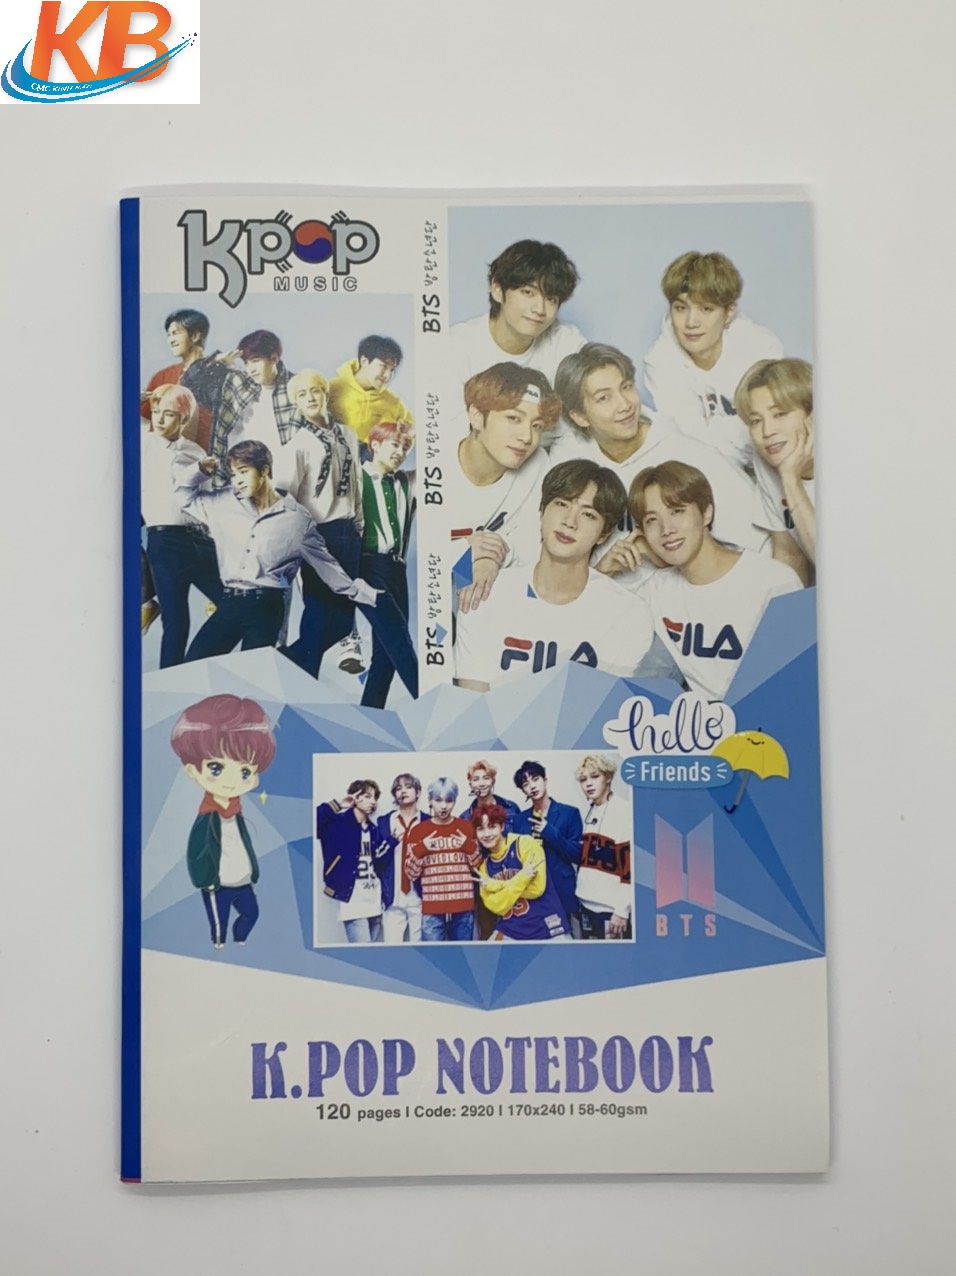 KB
Kpop
MUSIC
BTS 방탄소년단
BTS 방탄소년단
BTS 방탄소년단
FILA
FILA
hello
Friends
BTS
K.POP NOTEBOOK
120 pages I Code: 2920 I 170x240 I 58-60gsm